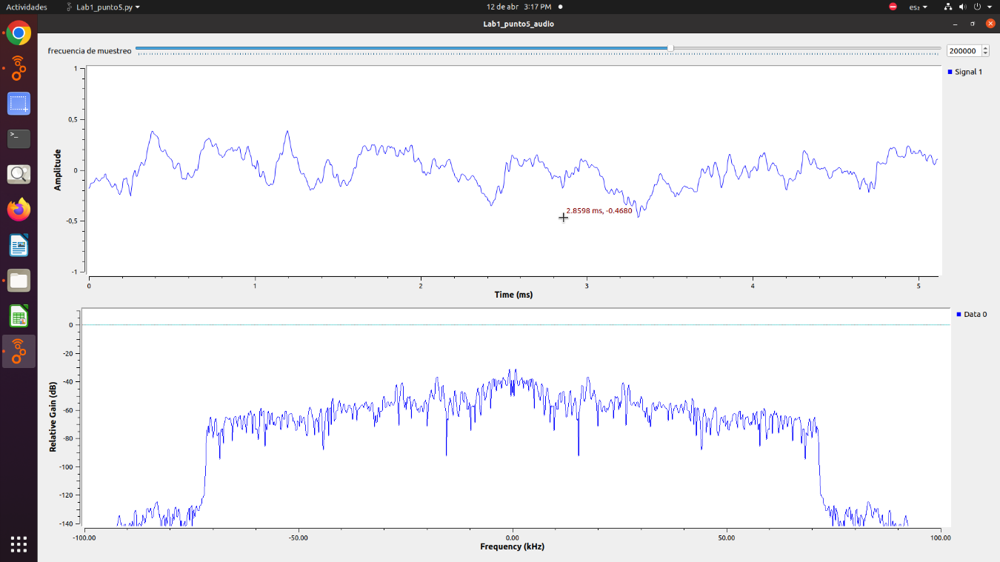 Actividades Lab1_punto5.py 12 de abr 3:17 PM es₂
Lab1_punto5_audio
frecuencia de muestreo 200000
Signal 1
1
0,5
0
-0,5
-1
Amplitude
2.8598 ms, -0.4680
0 1 2 3 4 5
Time (ms)
Data 0
0
-20
-40
-60
-80
-100
-120
-140
Relative Gain (dB)
-100.00 -50.00 0.00 50.00 100.00
Frequency (kHz)